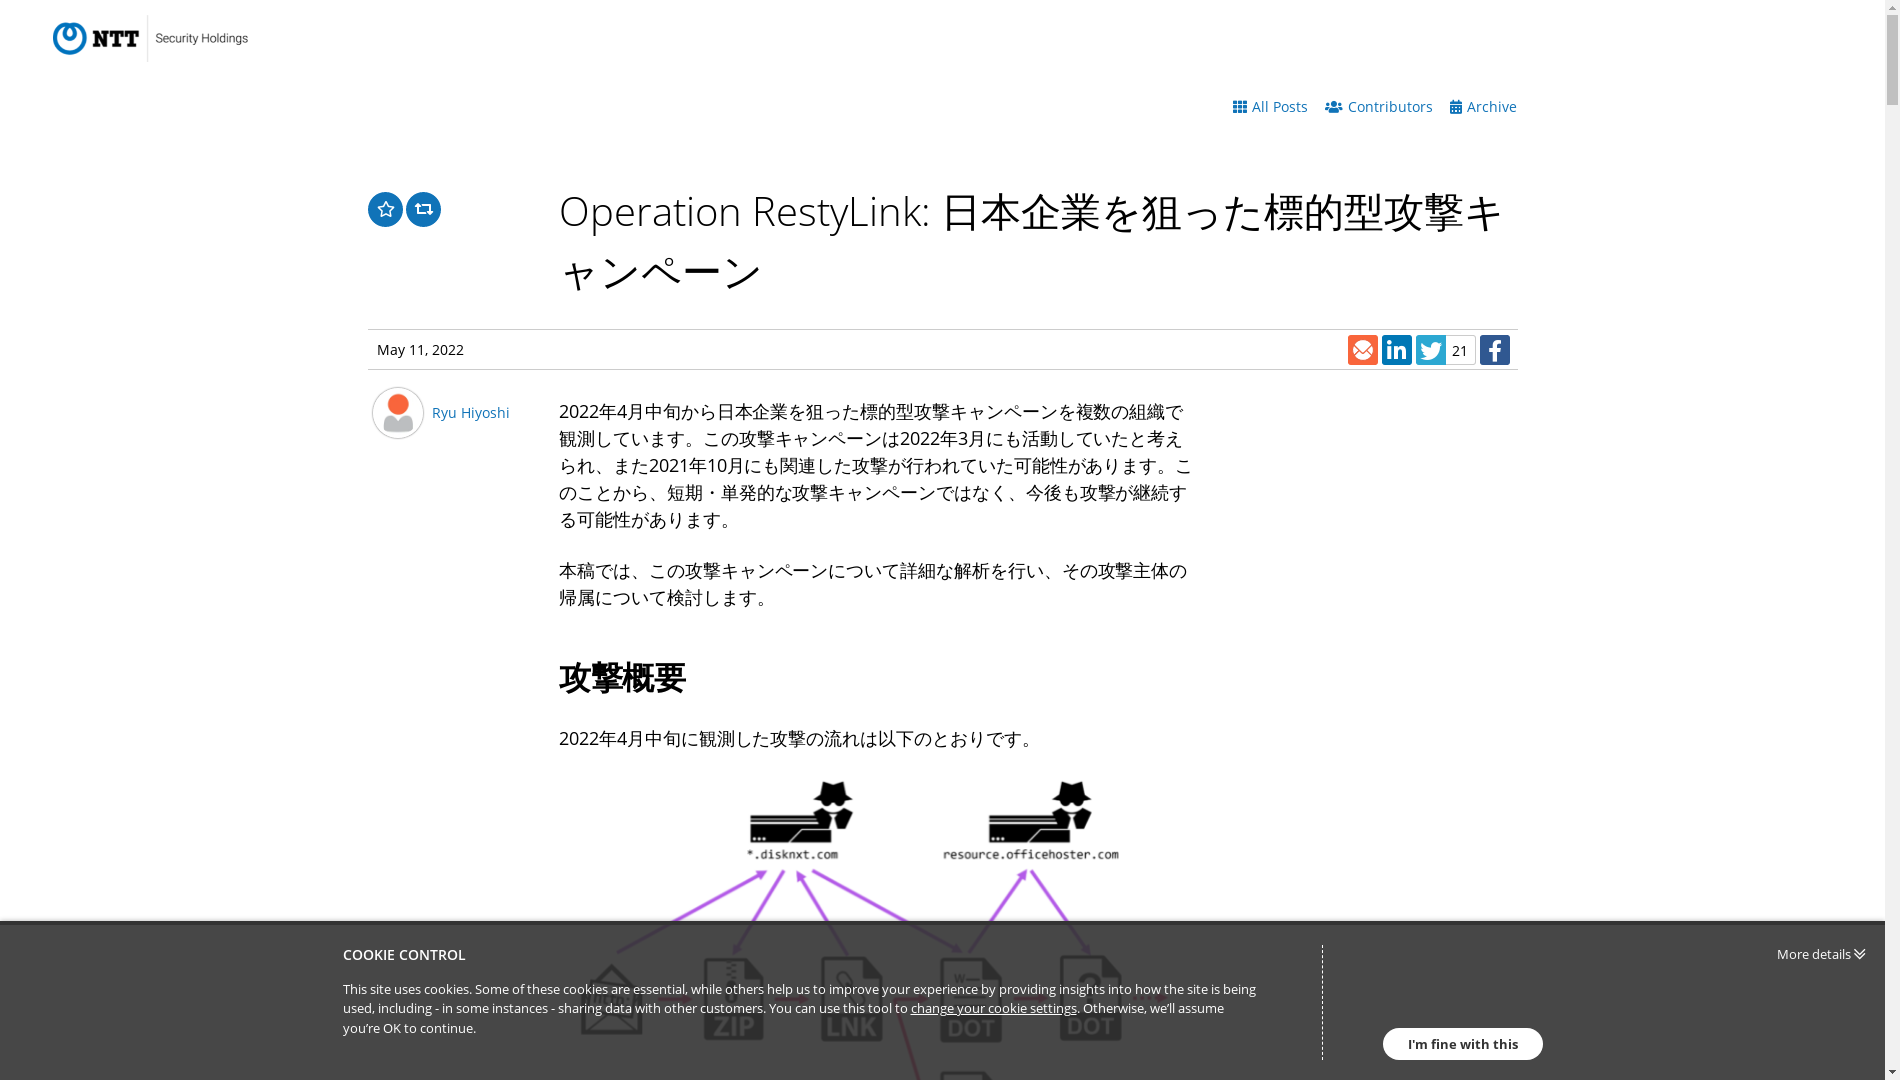 NTT Security Holdings
All Posts Contributors Archive
Operation RestyLink: 日本企業を狙った標的型攻撃キ
ャンペーン
May 11, 2022
21
Ryu Hiyoshi
2022年4月中旬から日本企業を狙った標的型攻撃キャンペーンを複数の組織で
観測しています。この攻撃キャンペーンは2022年3月にも活動していたと考え
られ、また2021年10月にも関連した攻撃が行われていた可能性があります。こ
のことから、短期・単発的な攻撃キャンペーンではなく、今後も攻撃が継続す
る可能性があります。
本稿では、この攻撃キャンペーンについて詳細な解析を行い、その攻撃主体の
帰属について検討します。
攻撃概要
2022年4月中旬に観測した攻撃の流れは以下のとおりです。
*.disknxt.com
resource.officehoster.com
COOKIE CONTROL
More details
This site uses cookies. Some of these cookies are essential, while others help us to improve your experience by providing insights into how the site is being
used, including - in some instances - sharing data with other customers. You can use this tool to change your cookie settings. Otherwise, we’ll assume
you’re OK to continue.
ZIP
LNK
DOT
DOT
I'm fine with this